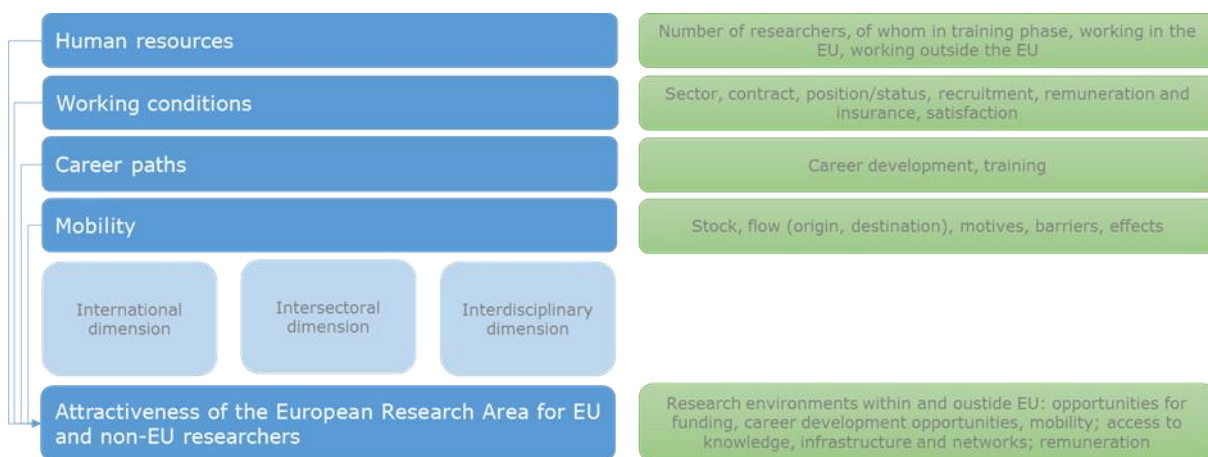 Human resources
Number of researchers, of whom in training phase, working in the
EU, working outside the EU
Working conditions
Sector, contract, position/status, recruitment, remuneration and
insurance, satisfaction
Career paths
Career development, training
Mobility
Stock, flow (origin, destination), motives, barriers, effects
International
dimension
Intersectoral
dimension
Interdisciplinary
dimension
Attractiveness of the European Research Area for EU
and non-EU researchers
Research environments within and oustide EU: opportunities for
funding, career development opportunities, mobility; access to
knowledge, infrastructure and networks; remuneration